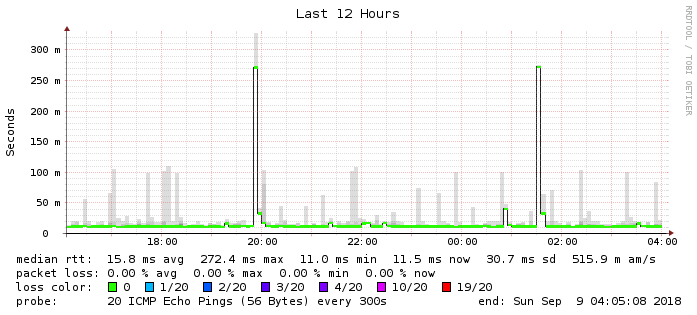 Last 12 Hours
RRDTOOL / TOBI OETIKER
Seconds
300 m
250 m
200 m
150 m
100 m
50 m
0
18:00 20:00 22:00 00:00 02:00 04:00
median rtt: 15.8 ms avg 272.4 ms max 11.0 ms min 11.5 ms now 30.7 ms sd 515.9 m am/s
packet loss: 0.00 % avg 0.00 % max 0.00 % min 0.00 % now
loss color: 0 1/20 2/20 3/20 4/20 10/20 19/20
probe: 20 ICMP Echo Pings (56 Bytes) every 300s end: Sun Sep 9 04:05:08 2018